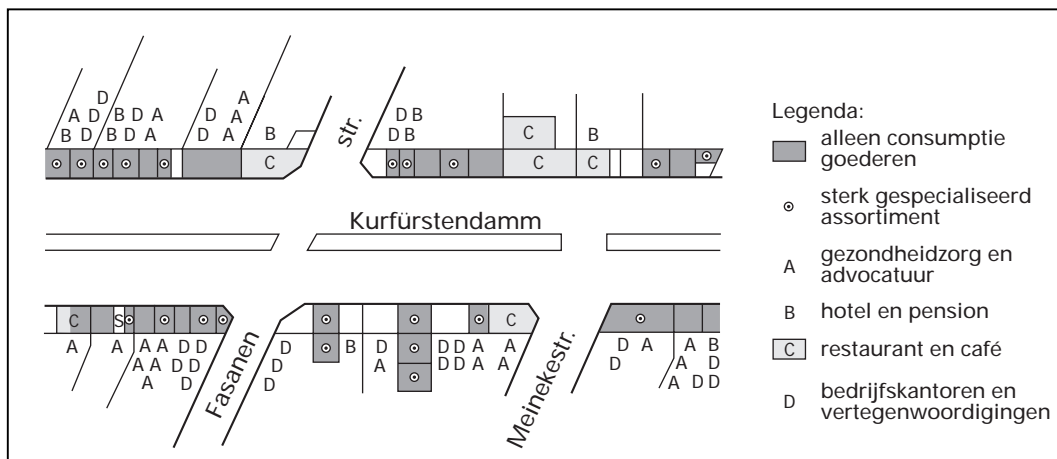 D A
A D B D A D A D B
B D B D A D A B D B C B
C str. C C
Kurfürstendamm
C S C
A A A A D D D B D D D A A D A A B
A A D D D A D D A A D A D
A D D A D D
Fasanen
Meinekestr.
Legenda:
alleen consumptie
goederen
sterk gespecialiseerd
assortiment
A gezondheidzorg en
advocatuur
B hotel en pension
C restaurant en café
D bedrijfskantoren en
vertegenwoordigingen